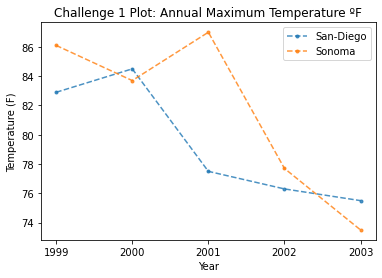 Challenge 1 Plot: Annual Maximum Temperature ºF
San-Diego
Sonoma
Temperature (F)
86
84
82
80
78
76
74
1999
2000
2001
2002
2003
Year